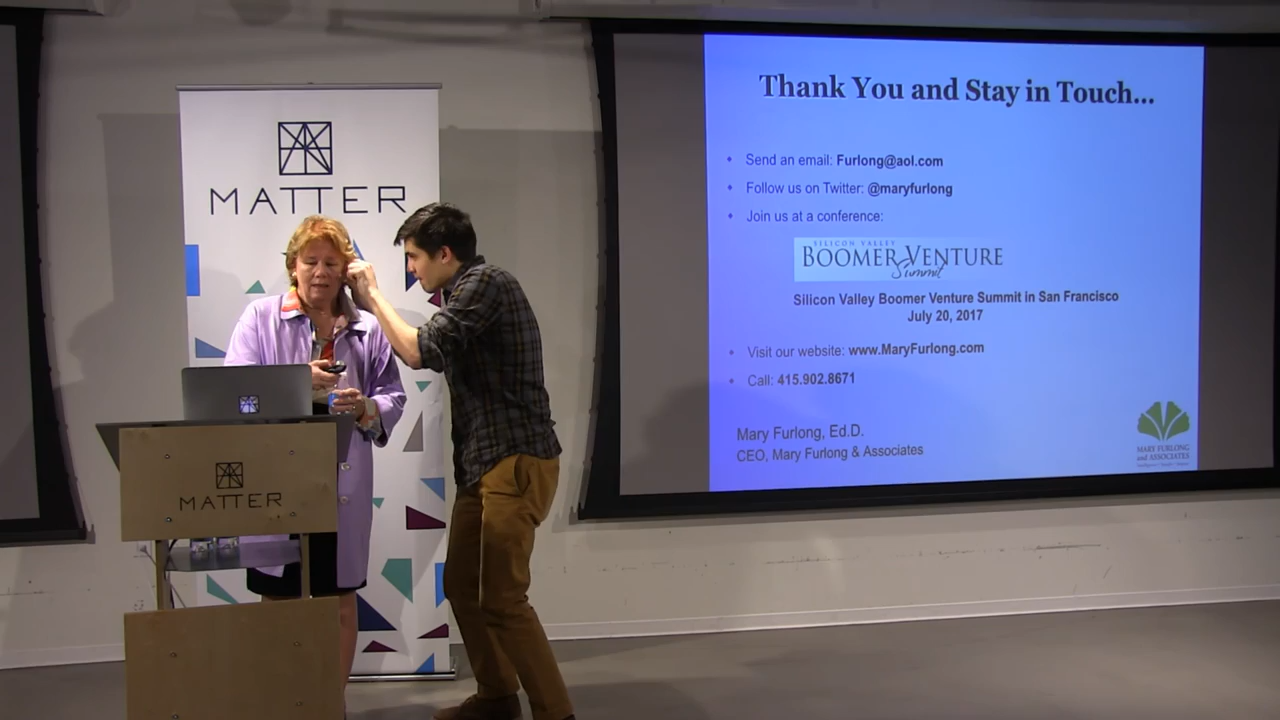 MATTER
MATTER
Thank You and Stay in Touch...
Send an email: Furlong@aol.com
Follow us on Twitter: @maryfurlong
Join us at a conference:
SILICON VALLEY
BOOMER VENTURE
Summit
Silicon Valley Boomer Venture Summit in San Francisco
July 20, 2017
Visit our website: www.MaryFurlong.com
Call: 415.902.8671
Mary Furlong, Ed.D.
CEO, Mary Furlong & Associates
MARY FURLONG
and ASSOCIATES